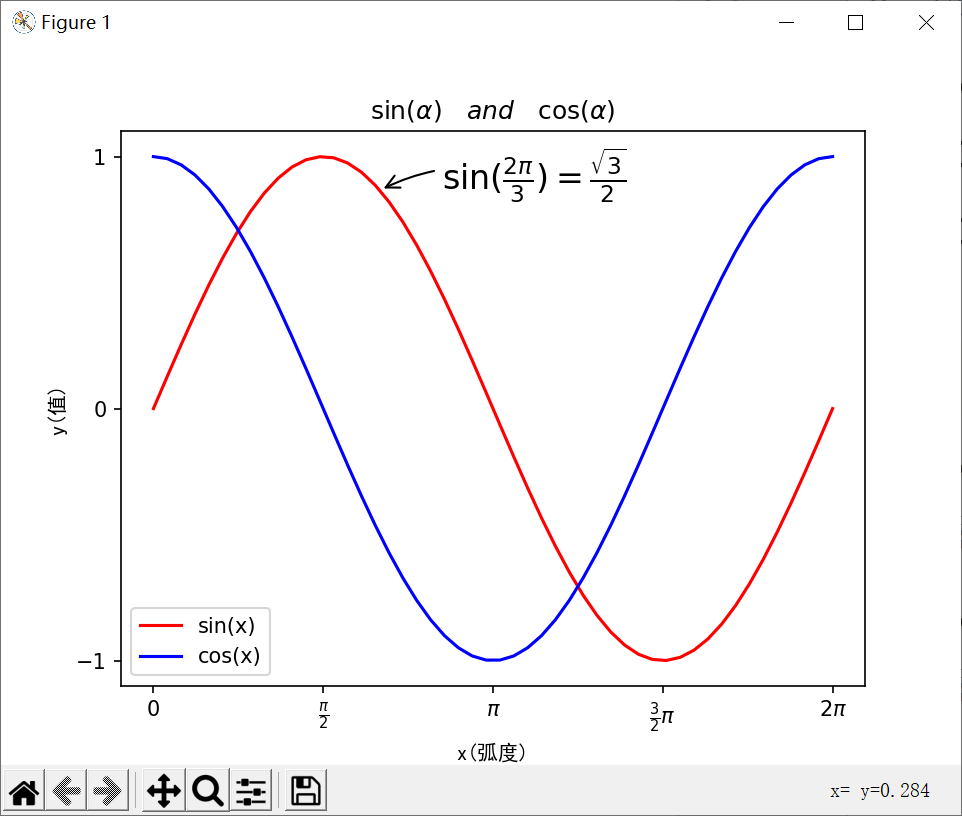 Figure 1
sin(α) and cos(α)
sin(2π/3) = √3/2
1
0
−1
y(值)
sin(x)
cos(x)
0 π/2 π 3/2π 2π
x(弧度)
x= y=0.284